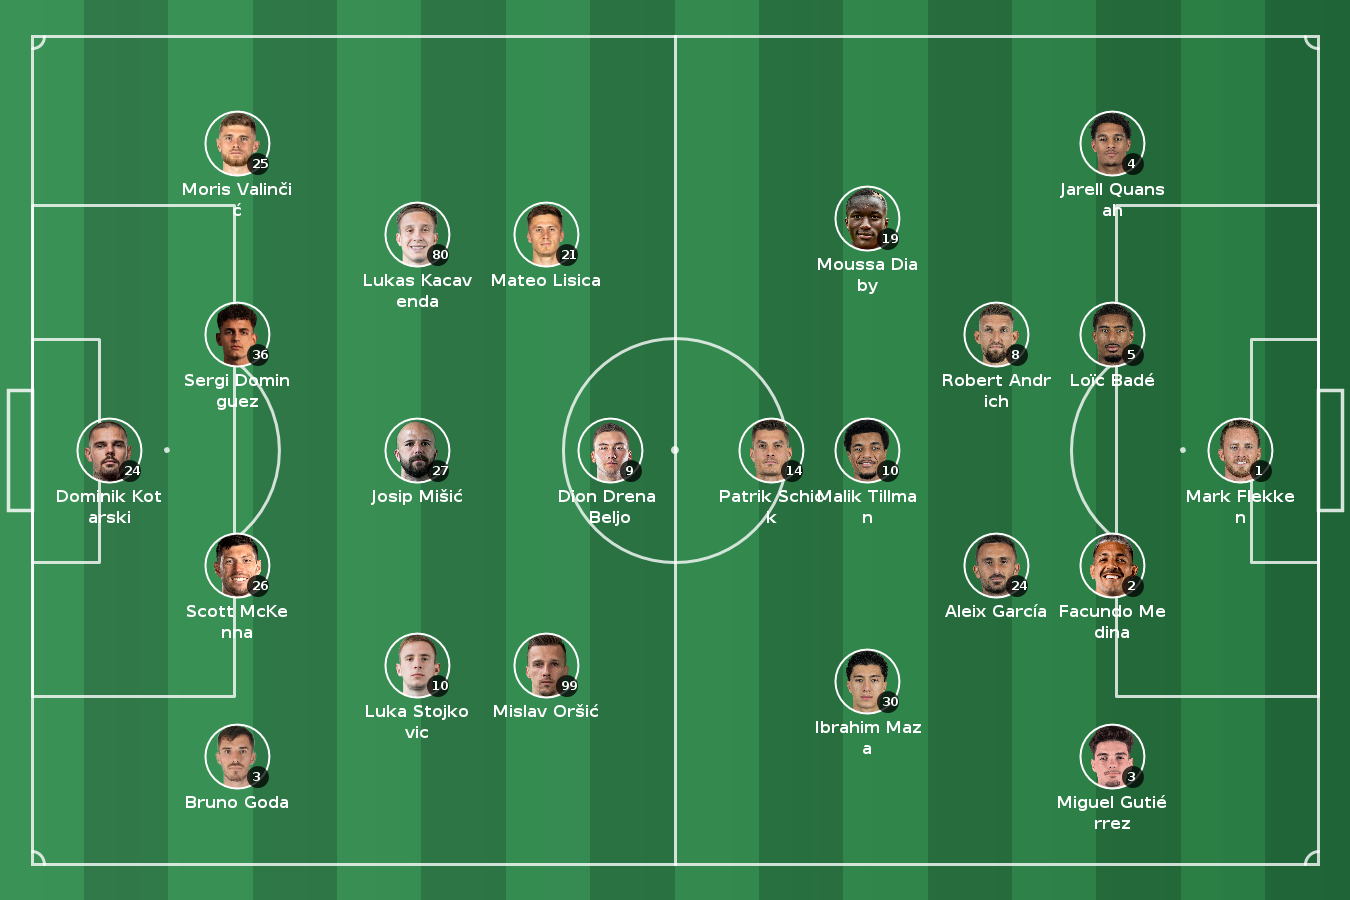 25
Moris Valinči
ć
4
Jarell Quans
ah
80
Lukas Kacav
enda
21
Mateo Lisica
19
Moussa Dia
by
36
Sergi Domin
guez
8
Robert Andr
ich
5
Loïc Badé
24
Dominik Kot
arski
27
Josip Mišić
9
Dion Drena
Beljo
14
Patrik Schic
k
10
Malik Tillma
n
1
Mark Flekke
n
26
Scott McKe
nna
24
Aleix García
2
Facundo Me
dina
10
Luka Stojko
vic
99
Mislav Oršić
30
Ibrahim Maz
a
3
Bruno Goda
3
Miguel Gutié
rrez